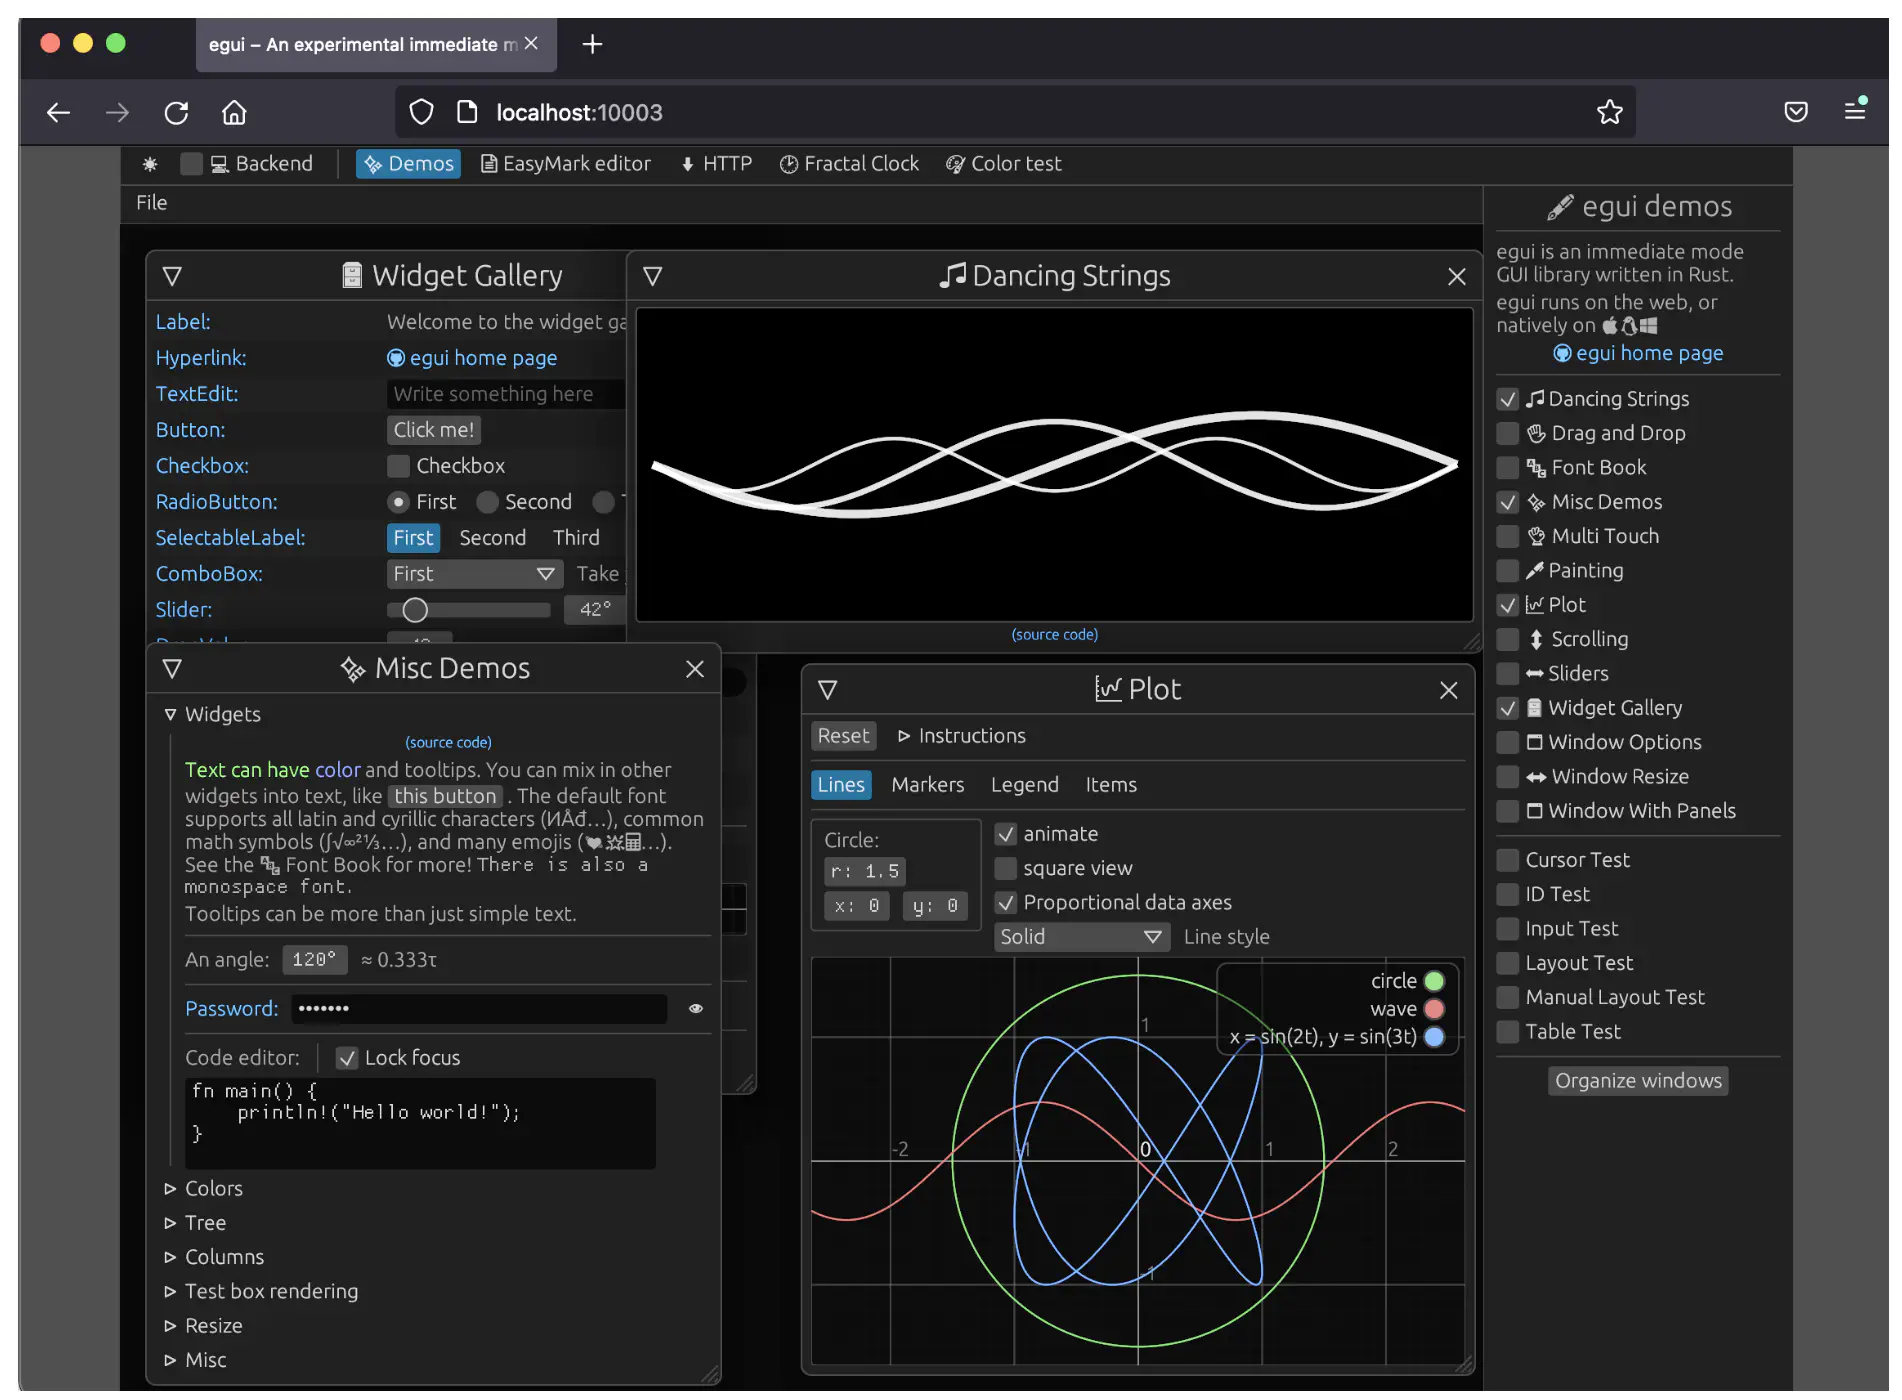 egui – An experimental immediate m
localhost:10003
Backend
Demos
EasyMark editor
HTTP
Fractal Clock
Color test
File
Widget Gallery
Label:
Welcome to the widget ga
Hyperlink:
egui home page
TextEdit:
Write something here
Button:
Click me!
Checkbox:
Checkbox
RadioButton:
First
Second
SelectableLabel:
First
Second
Third
ComboBox:
First
Take
Slider:
42°
Dancing Strings
(source code)
Misc Demos
Widgets
(source code)
Text can have color and tooltips. You can mix in other
widgets into text, like this button . The default font
supports all latin and cyrillic characters (ИÅđ…), common
math symbols (∫√∞²⅓…), and many emojis (💓🌟🖩…).
See the Font Book for more! There is also a
monospace font.
Tooltips can be more than just simple text.
An angle:
120°
≈ 0.333τ
Password:
•••••••
Code editor:
Lock focus
fn main() {
    println!("Hello world!");
}
Colors
Tree
Columns
Test box rendering
Resize
Misc
Plot
Reset
Instructions
Lines
Markers
Legend
Items
Circle:
r: 1.5
x: 0
y: 0
animate
square view
Proportional data axes
Solid
Line style
circle
wave
x = sin(2t), y = sin(3t)
1
-2
-1
0
1
2
-1
egui demos
egui is an immediate mode
GUI library written in Rust.
egui runs on the web, or
natively on
egui home page
Dancing Strings
Drag and Drop
Font Book
Misc Demos
Multi Touch
Painting
Plot
Scrolling
Sliders
Widget Gallery
Window Options
Window Resize
Window With Panels
Cursor Test
ID Test
Input Test
Layout Test
Manual Layout Test
Table Test
Organize windows